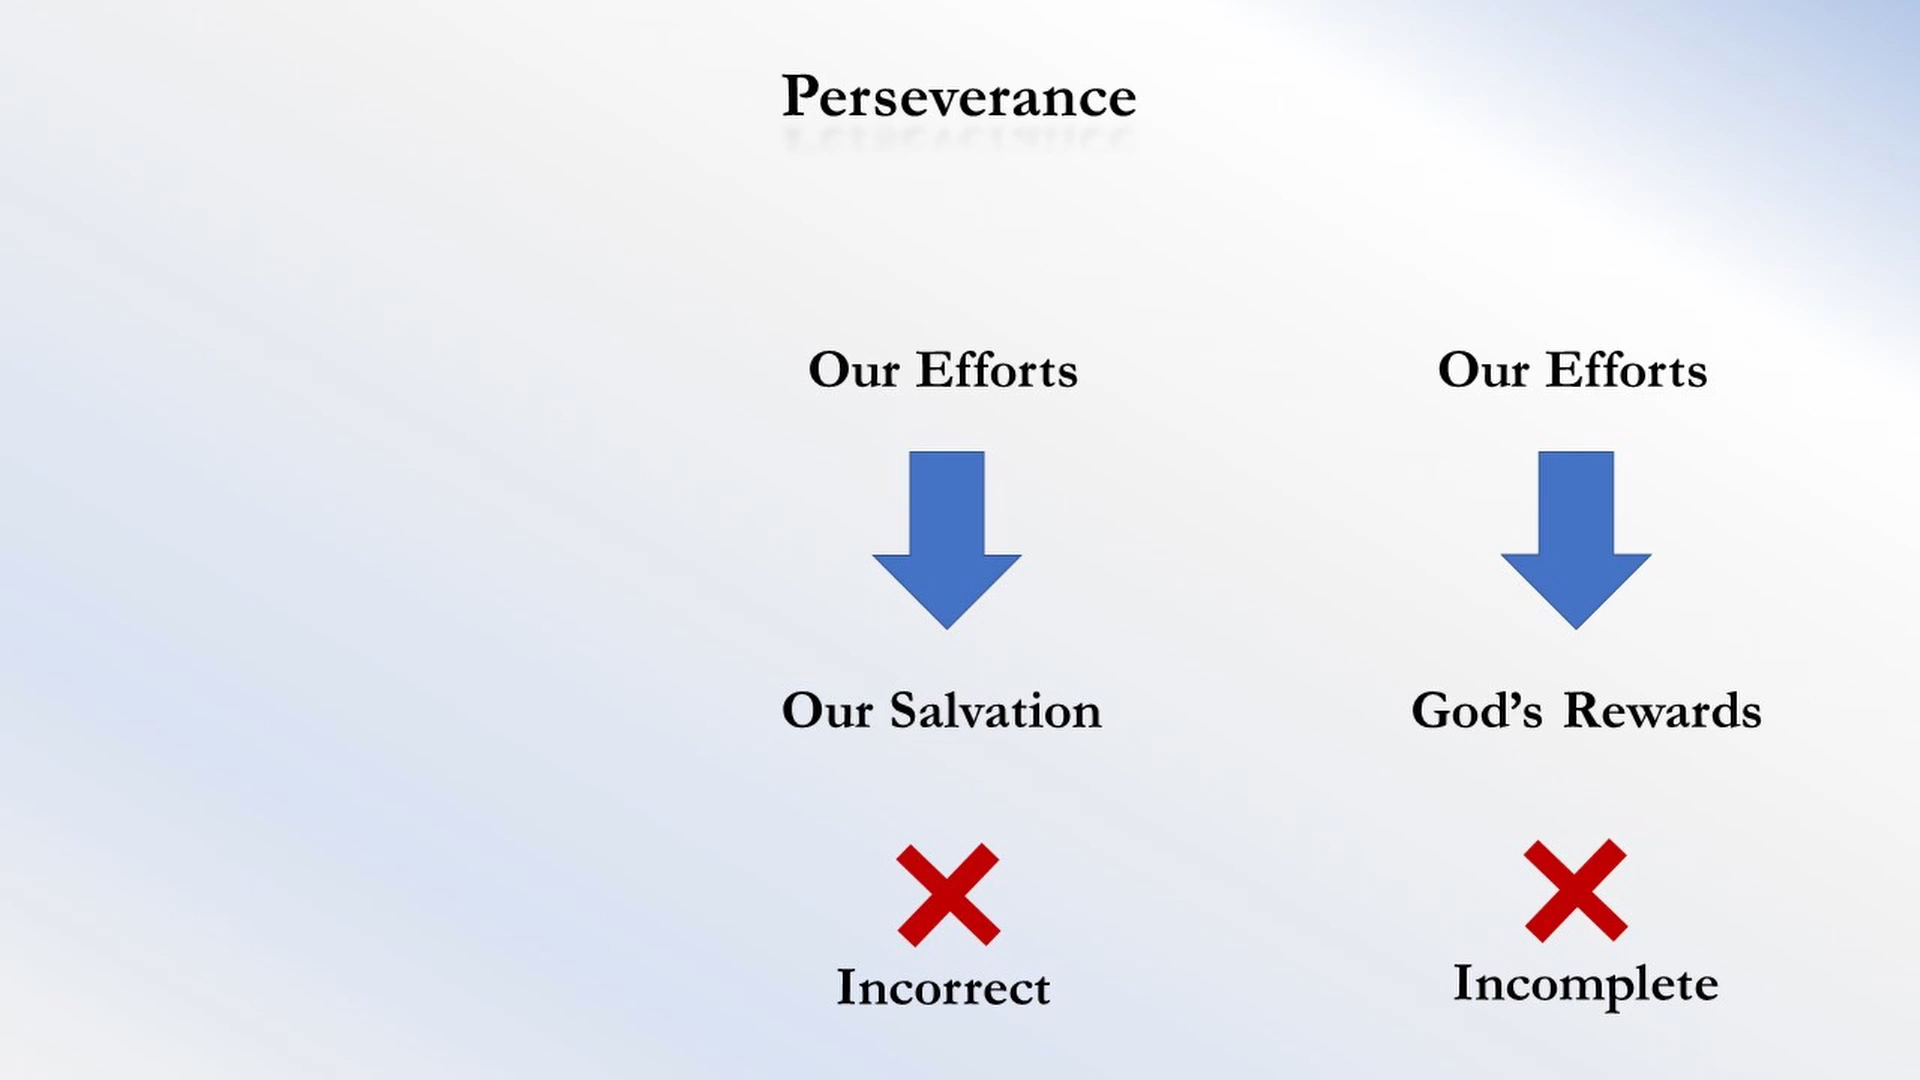 Perseverance
Our Efforts
Our Salvation
Incorrect
Our Efforts
God’s Rewards
Incomplete